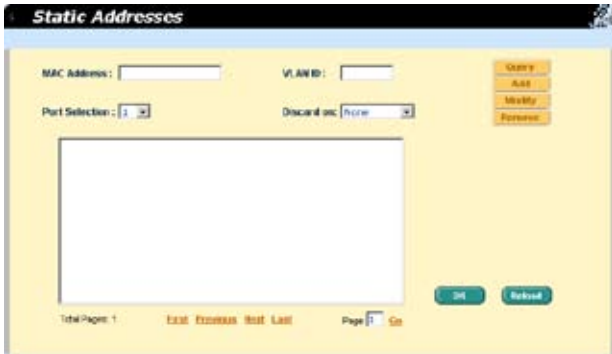 Static Addresses
MAC Address:
VLAN ID:
Query
Add
Modify
Remove
Port Selection: 1
Discard on: None
OK
Reload
Total Pages: 1
First Previous Next Last
Page 1 Go